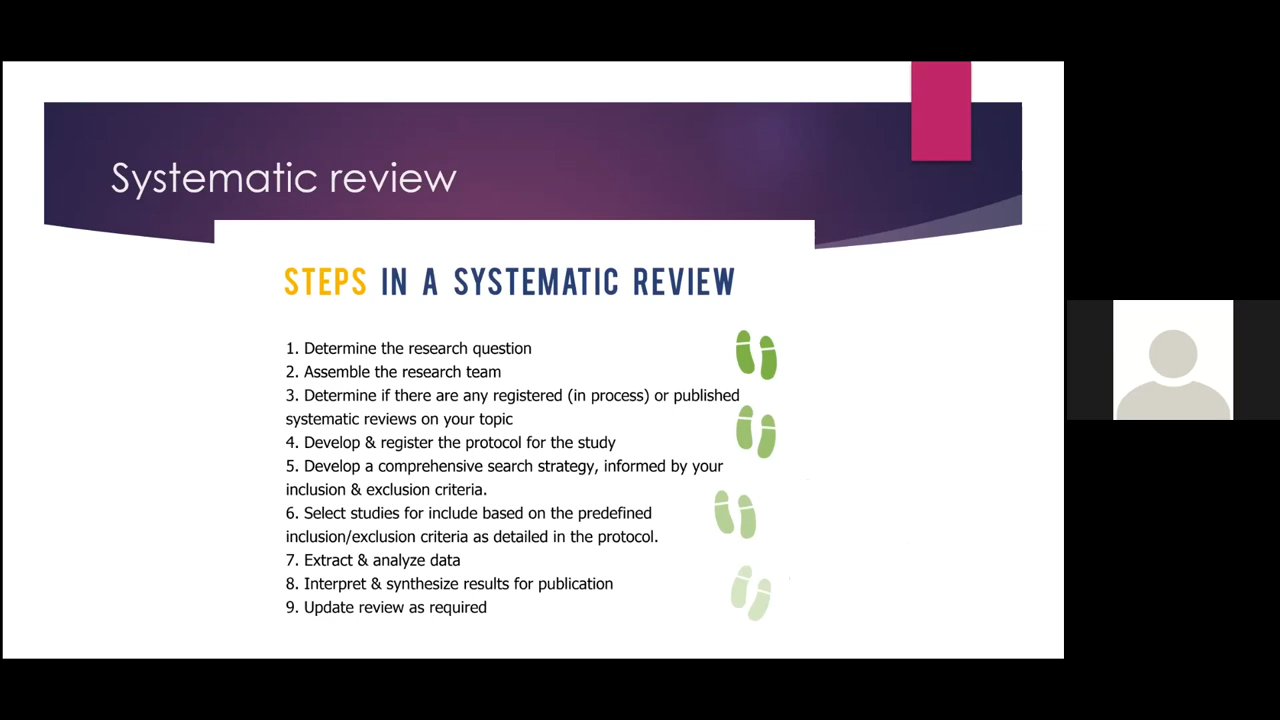 Systematic review
STEPS IN A SYSTEMATIC REVIEW
1. Determine the research question
2. Assemble the research team
3. Determine if there are any registered (in process) or published
systematic reviews on your topic
4. Develop & register the protocol for the study
5. Develop a comprehensive search strategy, informed by your
inclusion & exclusion criteria.
6. Select studies for include based on the predefined
inclusion/exclusion criteria as detailed in the protocol.
7. Extract & analyze data
8. Interpret & synthesize results for publication
9. Update review as required